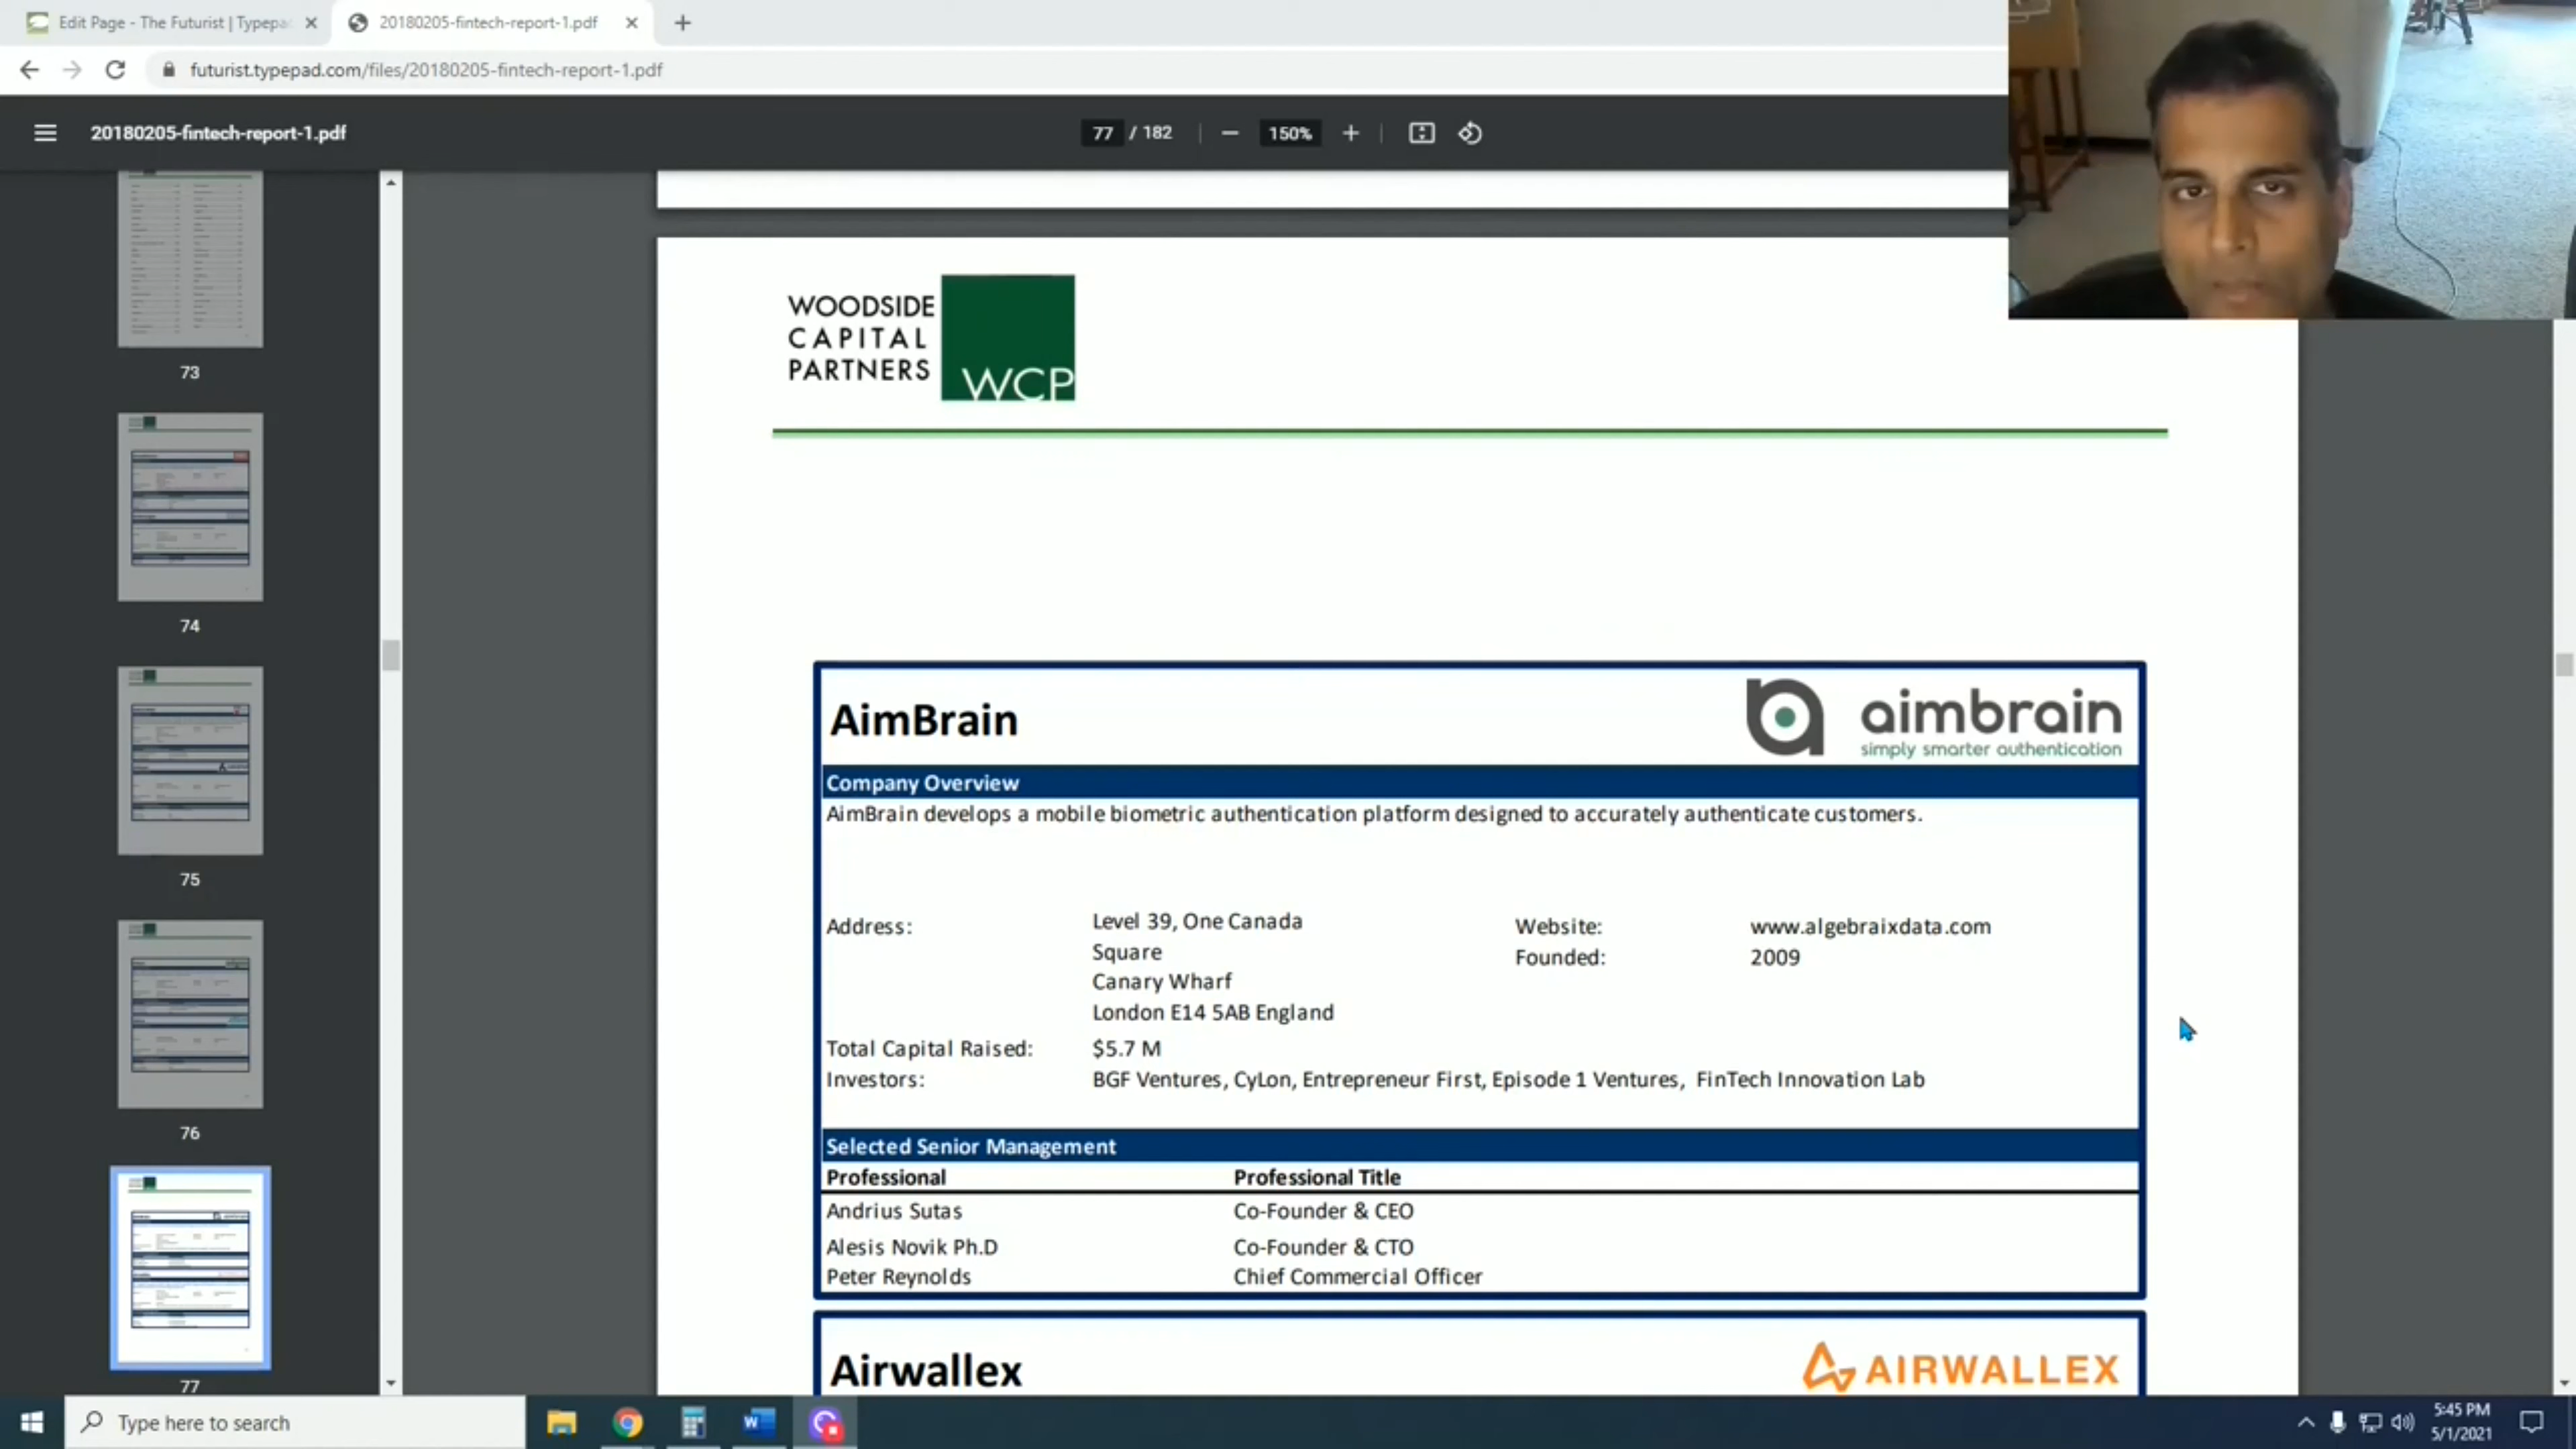 Edit Page - The Futurist | Typepa
20180205-fintech-report-1.pdf
futurist.typepad.com/files/20180205-fintech-report-1.pdf
20180205-fintech-report-1.pdf
77 / 182
150%
73
74
75
76
77
WOODSIDE
CAPITAL
PARTNERS
WCP
AimBrain
aimbrain
simply smarter authentication
Company Overview
AimBrain develops a mobile biometric authentication platform designed to accurately authenticate customers.
Address: Level 39, One Canada Website: www.algebraixdata.com
Square Founded: 2009
Canary Wharf
London E14 5AB England
Total Capital Raised: $5.7 M
Investors: BGF Ventures, CyLon, Entrepreneur First, Episode 1 Ventures, FinTech Innovation Lab
Selected Senior Management
Professional Professional Title
Andrius Sutas Co-Founder & CEO
Alesis Novik Ph.D Co-Founder & CTO
Peter Reynolds Chief Commercial Officer
Airwallex
AIRWALLEX
Type here to search
5:45 PM
5/1/2021